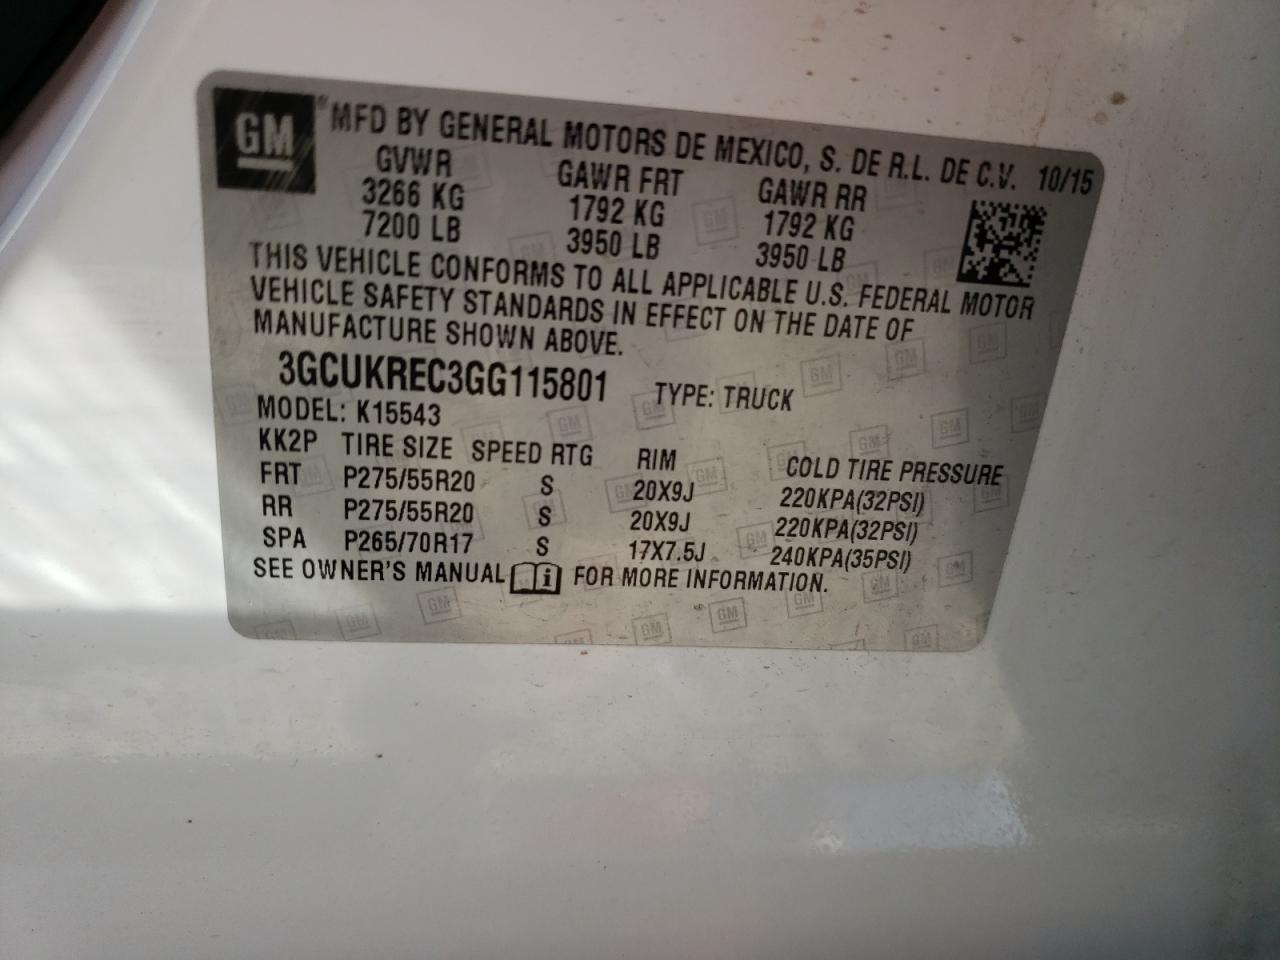 GM ® MFD BY GENERAL MOTORS DE MEXICO, S. DE R.L. DE C.V. 10/15
GVWR GAWR FRT GAWR RR
3266 KG 1792 KG 1792 KG
7200 LB 3950 LB 3950 LB
THIS VEHICLE CONFORMS TO ALL APPLICABLE U.S. FEDERAL MOTOR
VEHICLE SAFETY STANDARDS IN EFFECT ON THE DATE OF
MANUFACTURE SHOWN ABOVE.
3GCUKREC3GG115801 TYPE: TRUCK
MODEL: K15543
KK2P TIRE SIZE SPEED RTG RIM COLD TIRE PRESSURE
FRT P275/55R20 S 20X9J 220KPA(32PSI)
RR P275/55R20 S 20X9J 220KPA(32PSI)
SPA P265/70R17 S 17X7.5J 240KPA(35PSI)
SEE OWNER'S MANUAL i FOR MORE INFORMATION.